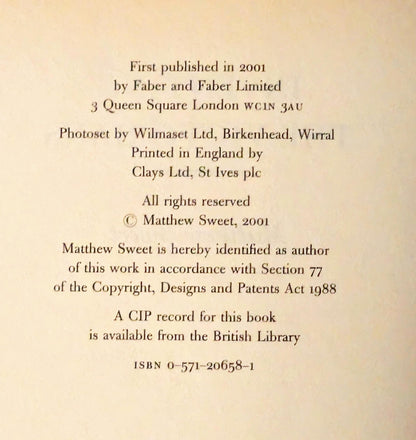 First published in 2001
by Faber and Faber Limited
3 Queen Square London WC1N 3AU
Photoset by Wilmaset Ltd, Birkenhead, Wirral
Printed in England by
Clays Ltd, St Ives plc
All rights reserved
© Matthew Sweet, 2001
Matthew Sweet is hereby identified as author
of this work in accordance with Section 77
of the Copyright, Designs and Patents Act 1988
A CIP record for this book
is available from the British Library
ISBN 0–571–20658–1